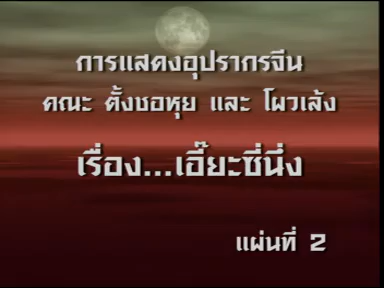 การแสดงอุปรากรจีน
คณะ ตั้งชอหุย และ โผวเล้ง
เรื่อง...เอี๊ยะซี่นึ่ง
แผ่นที่ 2